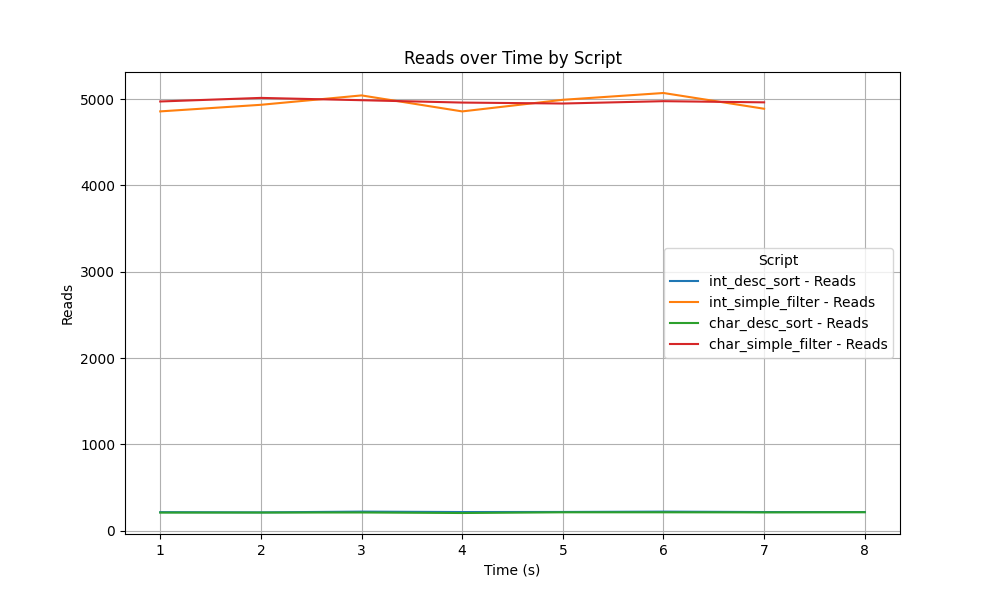 Reads over Time by Script
5000
4000
3000
2000
1000
0
Reads
Script
int_desc_sort - Reads
int_simple_filter - Reads
char_desc_sort - Reads
char_simple_filter - Reads
1 2 3 4 5 6 7 8
Time (s)